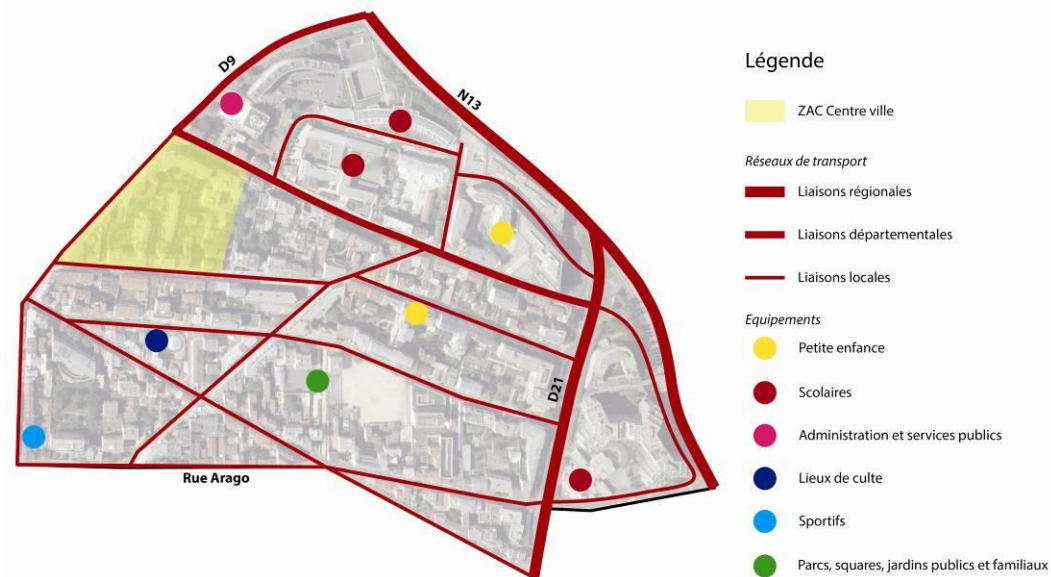 D9
N13
D21
Rue Arago
Légende
ZAC Centre ville
Réseaux de transport
Liaisons régionales
Liaisons départementales
Liaisons locales
Equipements
Petite enfance
Scolaires
Administration et services publics
Lieux de culte
Sportifs
Parcs, squares, jardins publics et familiaux